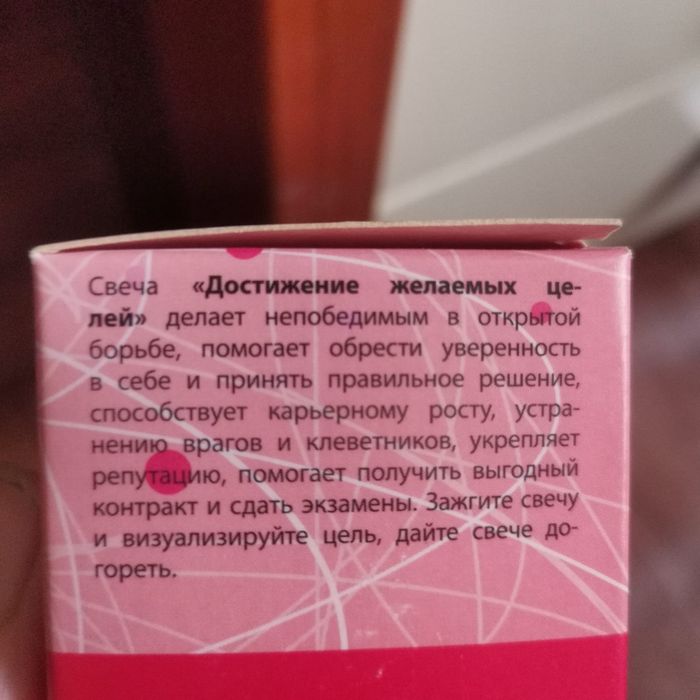 Свеча «Достижение желаемых це-
лей» делает непобедимым в открытой
борьбе, помогает обрести уверенность
в себе и принять правильное решение,
способствует карьерному росту, устра-
нению врагов и клеветников, укрепляет
репутацию, помогает получить выгодный
контракт и сдать экзамены. Зажгите свечу
и визуализируйте цель, дайте свече до-
гореть.